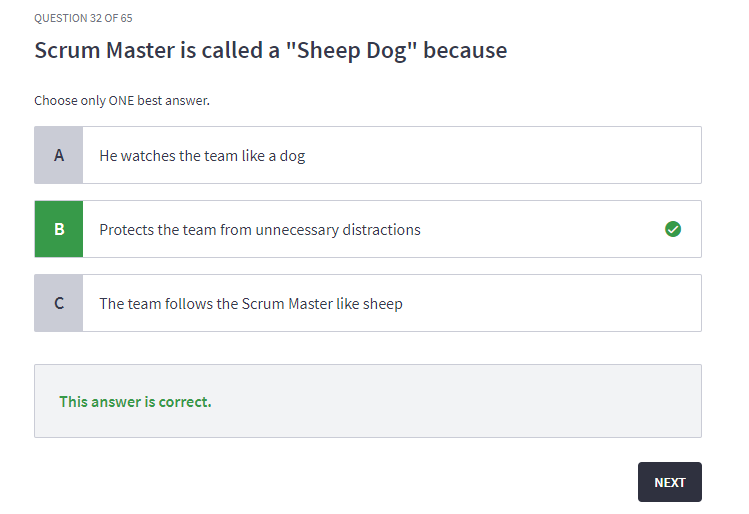 QUESTION 32 OF 65
Scrum Master is called a "Sheep Dog" because
Choose only ONE best answer.
A He watches the team like a dog
B Protects the team from unnecessary distractions
C The team follows the Scrum Master like sheep
This answer is correct.
NEXT